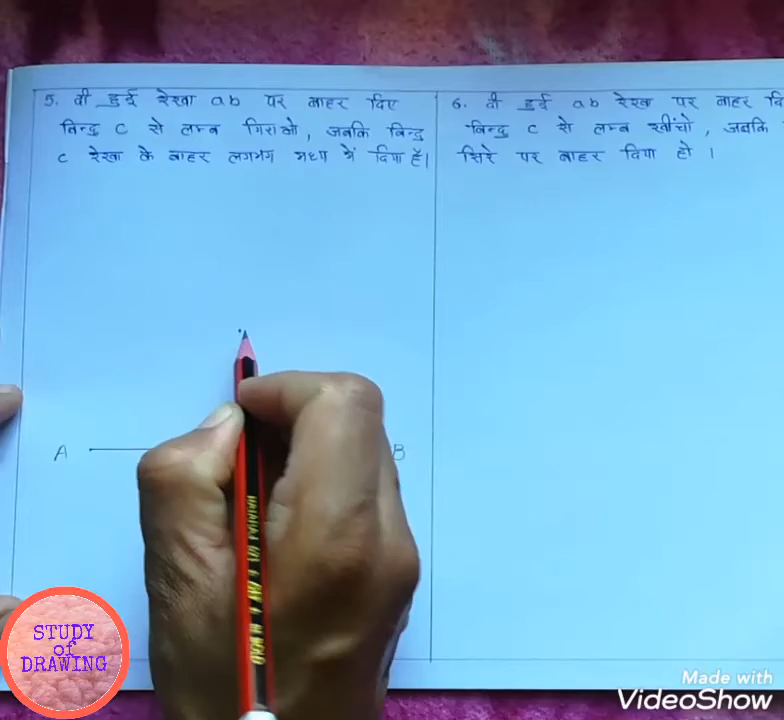 5. दी हुई रेखा ab पर बाहर दिए
बिन्दु C से लम्ब गिराओ, जबकि बिन्दु
C रेखा के बाहर लगभग मध्य में दिया है।
6. दी हुई ab रेखा पर बाहर दि
बिन्दु C से लम्ब खींचो, जबकि
सिरे पर बाहर दिया हो ।
A
B
STUDY
of
DRAWING
Made with
VideoShow